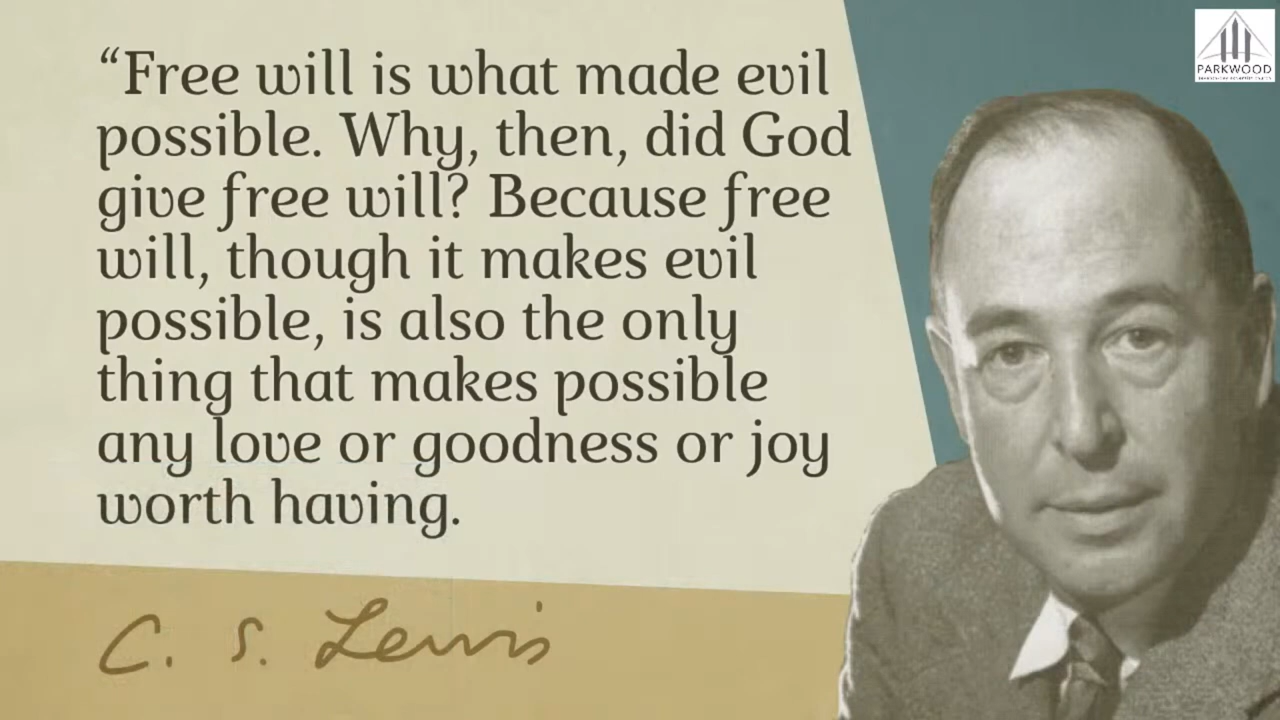 “Free will is what made evil
possible. Why, then, did God
give free will? Because free
will, though it makes evil
possible, is also the only
thing that makes possible
any love or goodness or joy
worth having.
C. S. Lewis
PARKWOOD